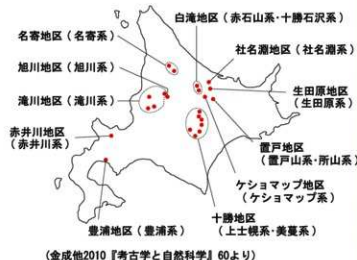 白滝地区(赤石山系･十勝石沢系)
名寄地区(名寄系)
社名淵地区(社名淵系)
旭川地区(旭川系)
生田原地区
(生田原系)
滝川地区(滝川系)
赤井川地区
(赤井川系)
置戸地区
(置戸山系･所山系)
ケショマップ地区
(ケショマップ系)
十勝地区
(上士幌系･美蔓系)
豊浦地区(豊浦系)
(金成他2010『考古学と自然科学』60より)